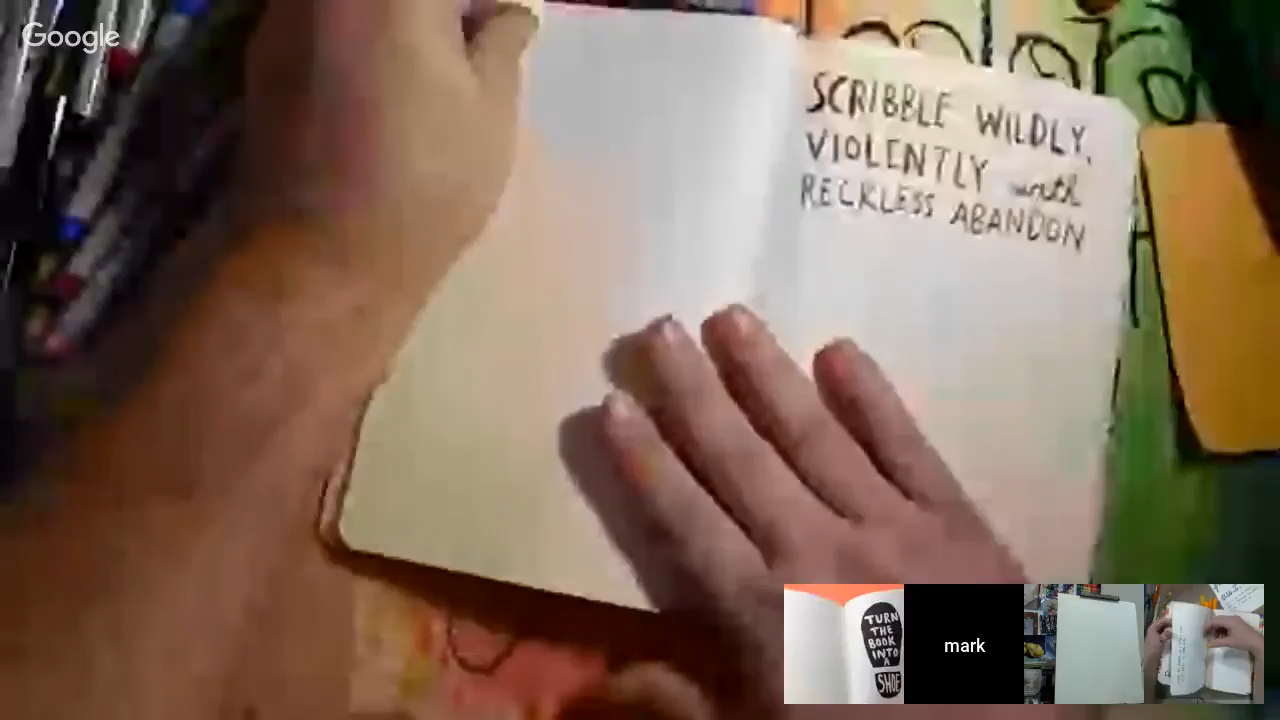 Google
SCRIBBLE WILDLY,
VIOLENTLY with
RECKLESS ABANDON
TURN
THE
BOOK
INTO
A
SHOE
mark